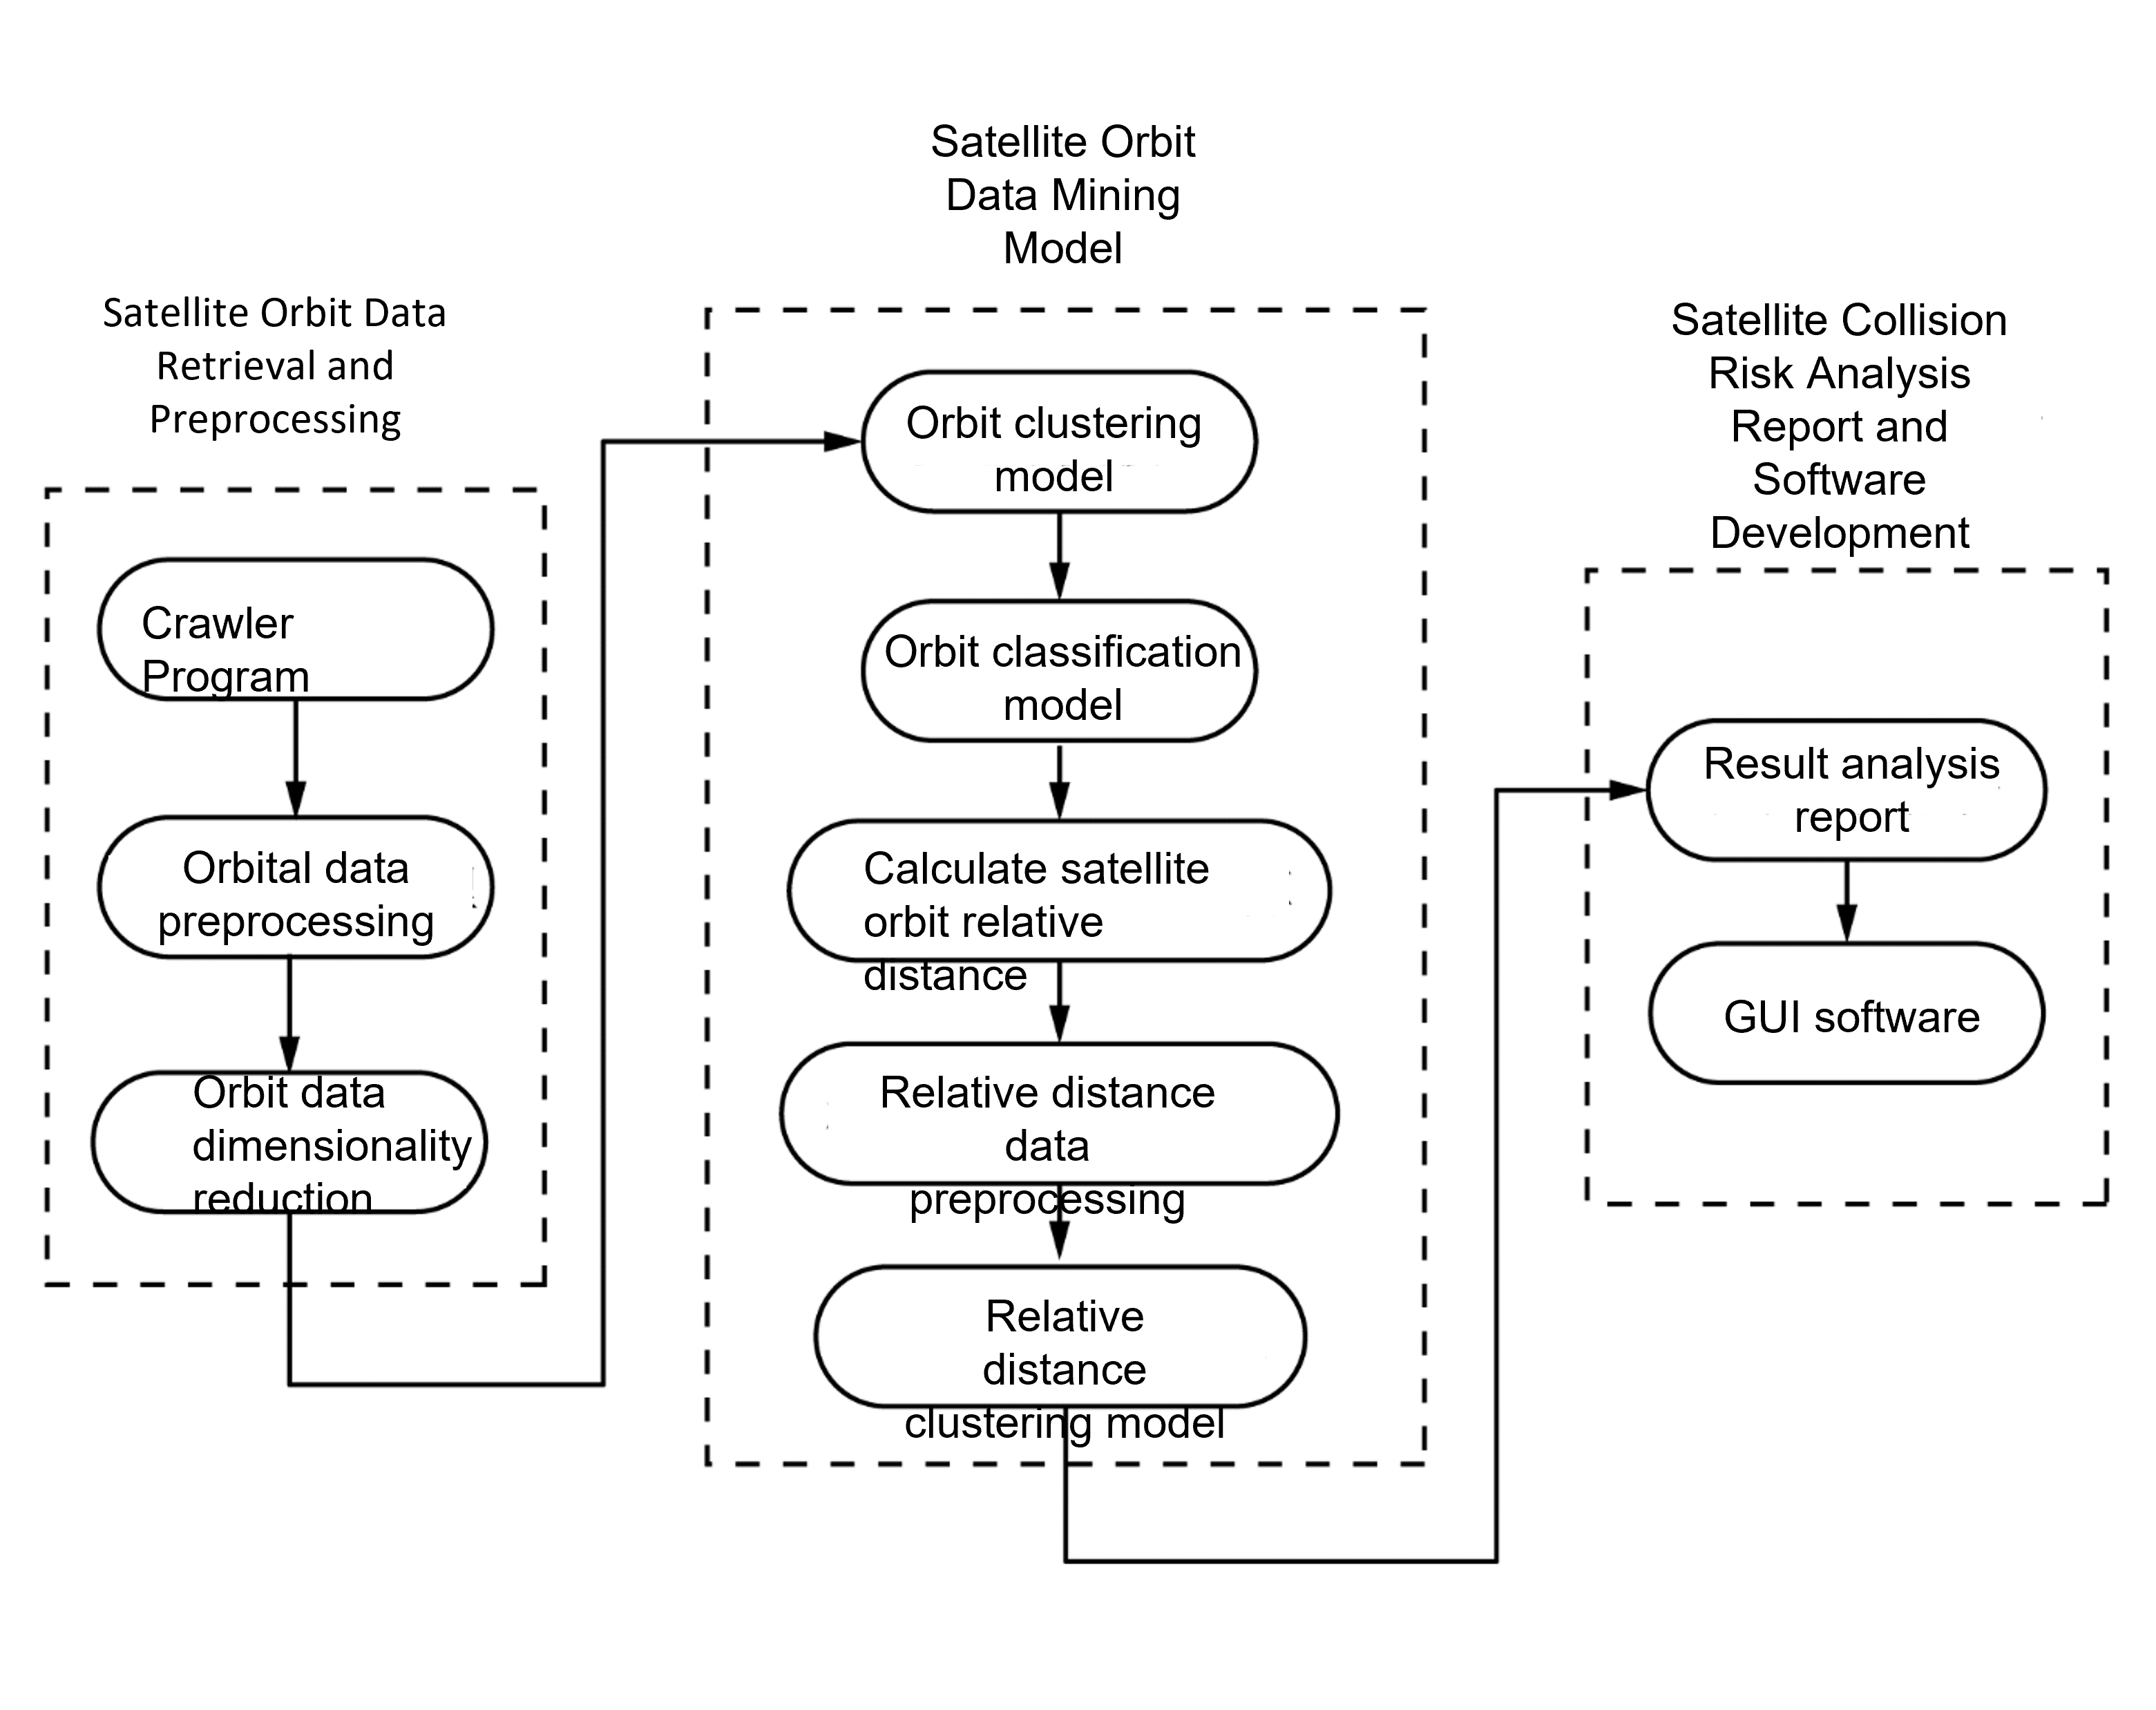 Satellite Orbit Data
Retrieval and
Preprocessing
Crawler
Program
Orbital data
preprocessing
Orbit data
dimensionality
reduction
Satellite Orbit
Data Mining
Model
Orbit clustering
model
Orbit classification
model
Calculate satellite
orbit relative
distance
Relative distance
data
preprocessing
Relative
distance
clustering model
Satellite Collision
Risk Analysis
Report and
Software
Development
Result analysis
report
GUI software